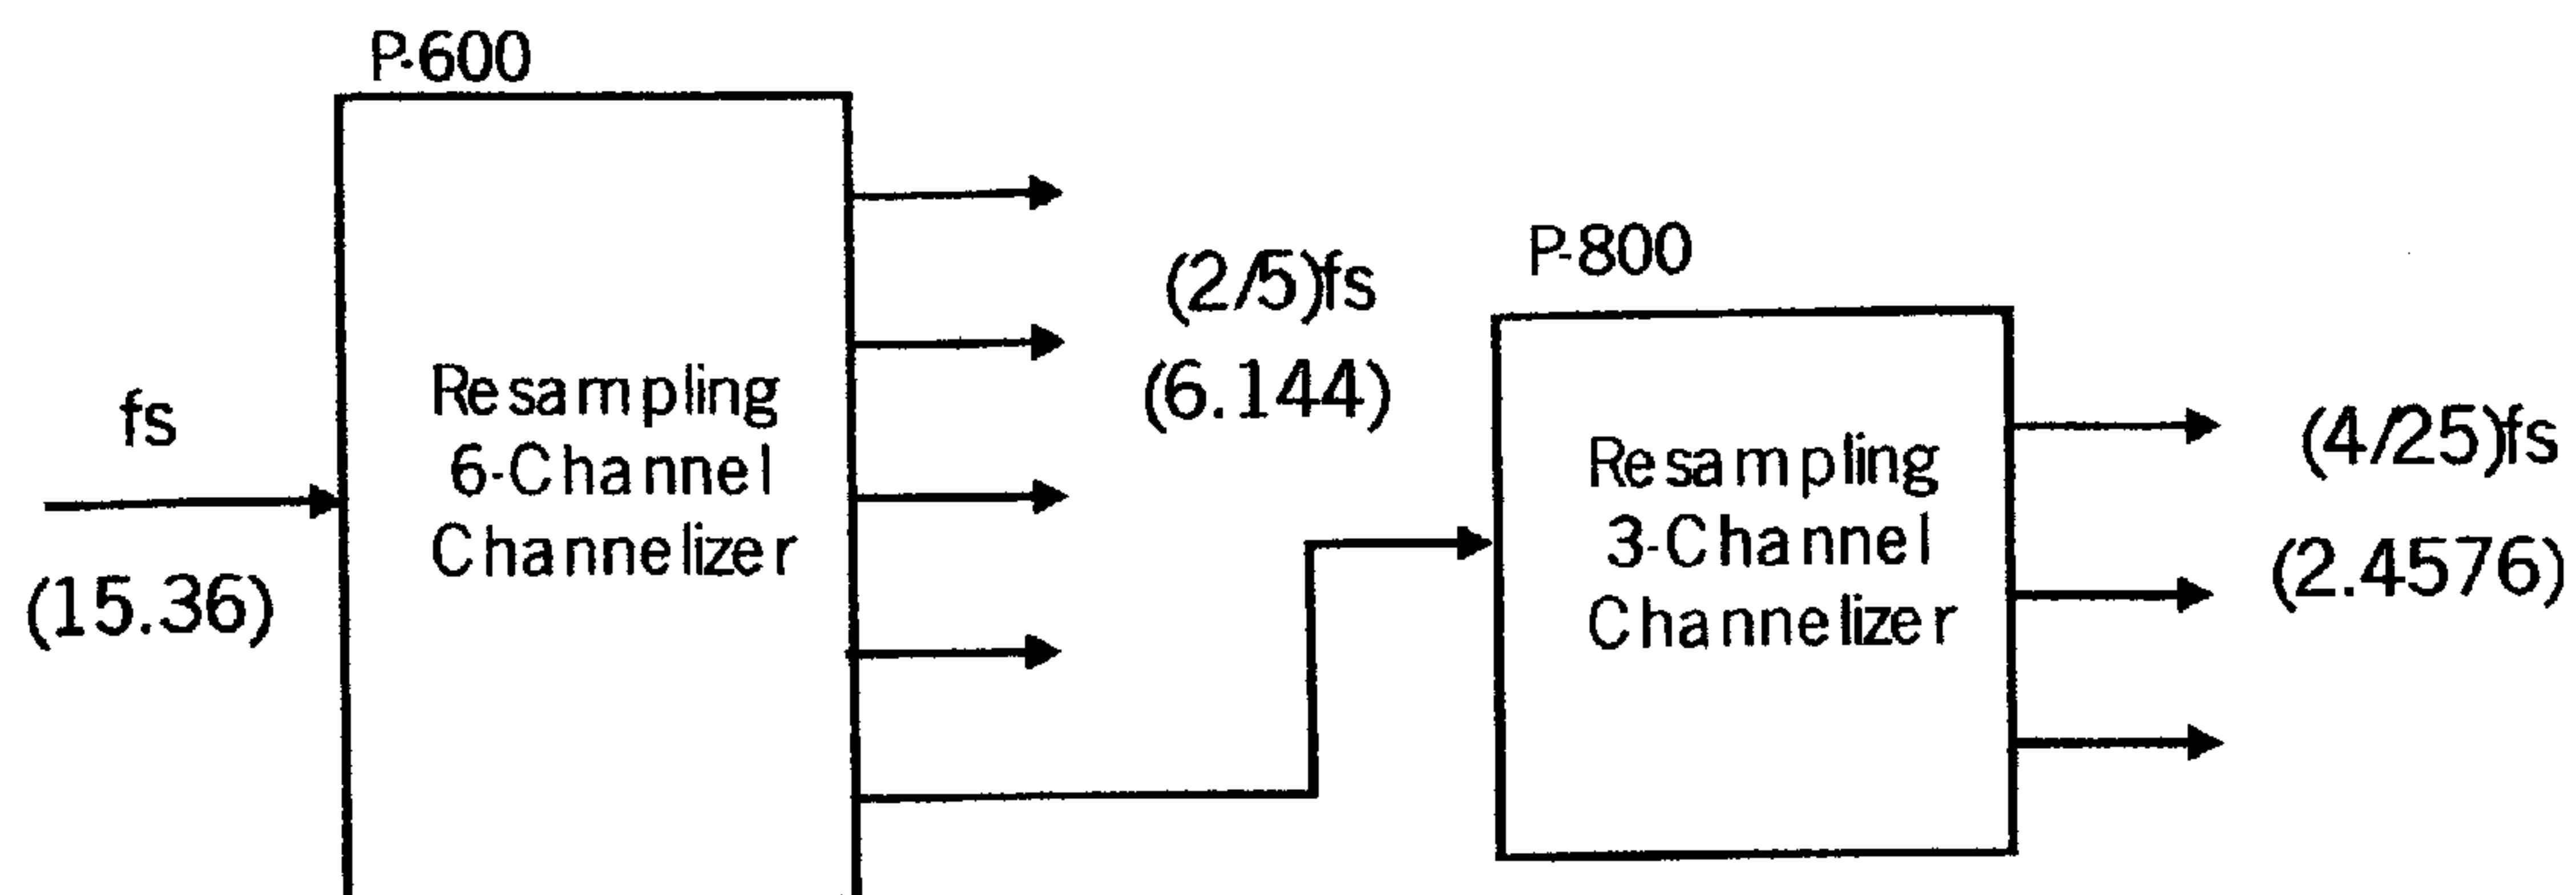 P-600
fs
(15.36)
Resampling
6-Channel
Channelizer
(2/5)fs
(6.144)
P-800
Resampling
3-Channel
Channelizer
(4/25)fs
(2.4576)